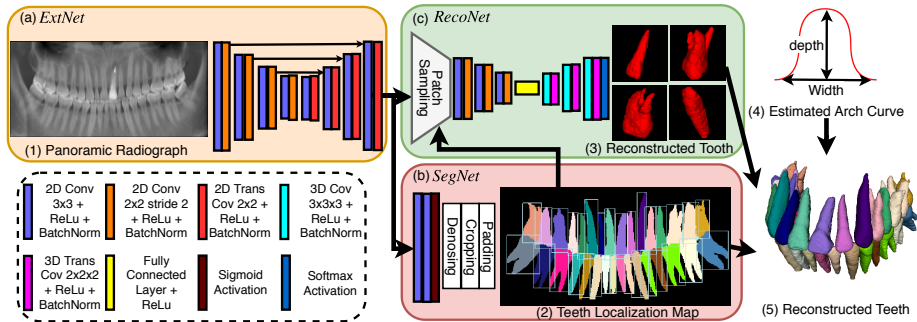 (a) ExtNet
(1) Panoramic Radiograph
(c) RecoNet
Patch
Sampling
(3) Reconstructed Tooth
depth
Width
(4) Estimated Arch Curve
(b) SegNet
Denosing
Cropping
Padding
(2) Teeth Localization Map
(5) Reconstructed Teeth
2D Conv
3x3 +
ReLu +
BatchNorm
2D Conv
2x2 stride 2
+ ReLu +
BatchNorm
2D Trans
Cov 2x2 +
ReLu +
BatchNorm
3D Cov
3x3x3 +
ReLu +
BatchNorm
3D Trans
Cov 2x2x2
+ ReLu +
BatchNorm
Fully
Connected
Layer +
ReLu
Sigmoid
Activation
Softmax
Activation